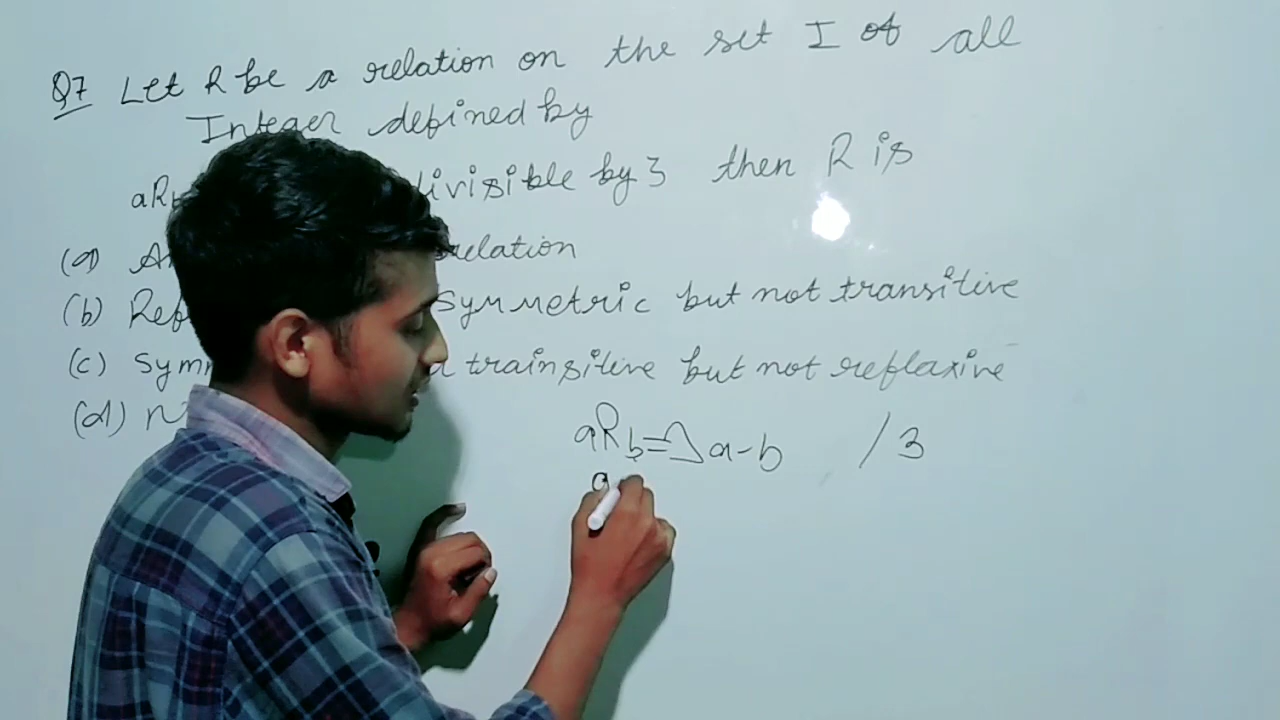 Q7 Let R be a relation on the set I of all
Integer defined by
aRb divisible by 3 then R is
(a) relation
(b) Symmetric but not transitive
(c) trainsitive but not reflaxive
(d)
aRb => a-b /3
a